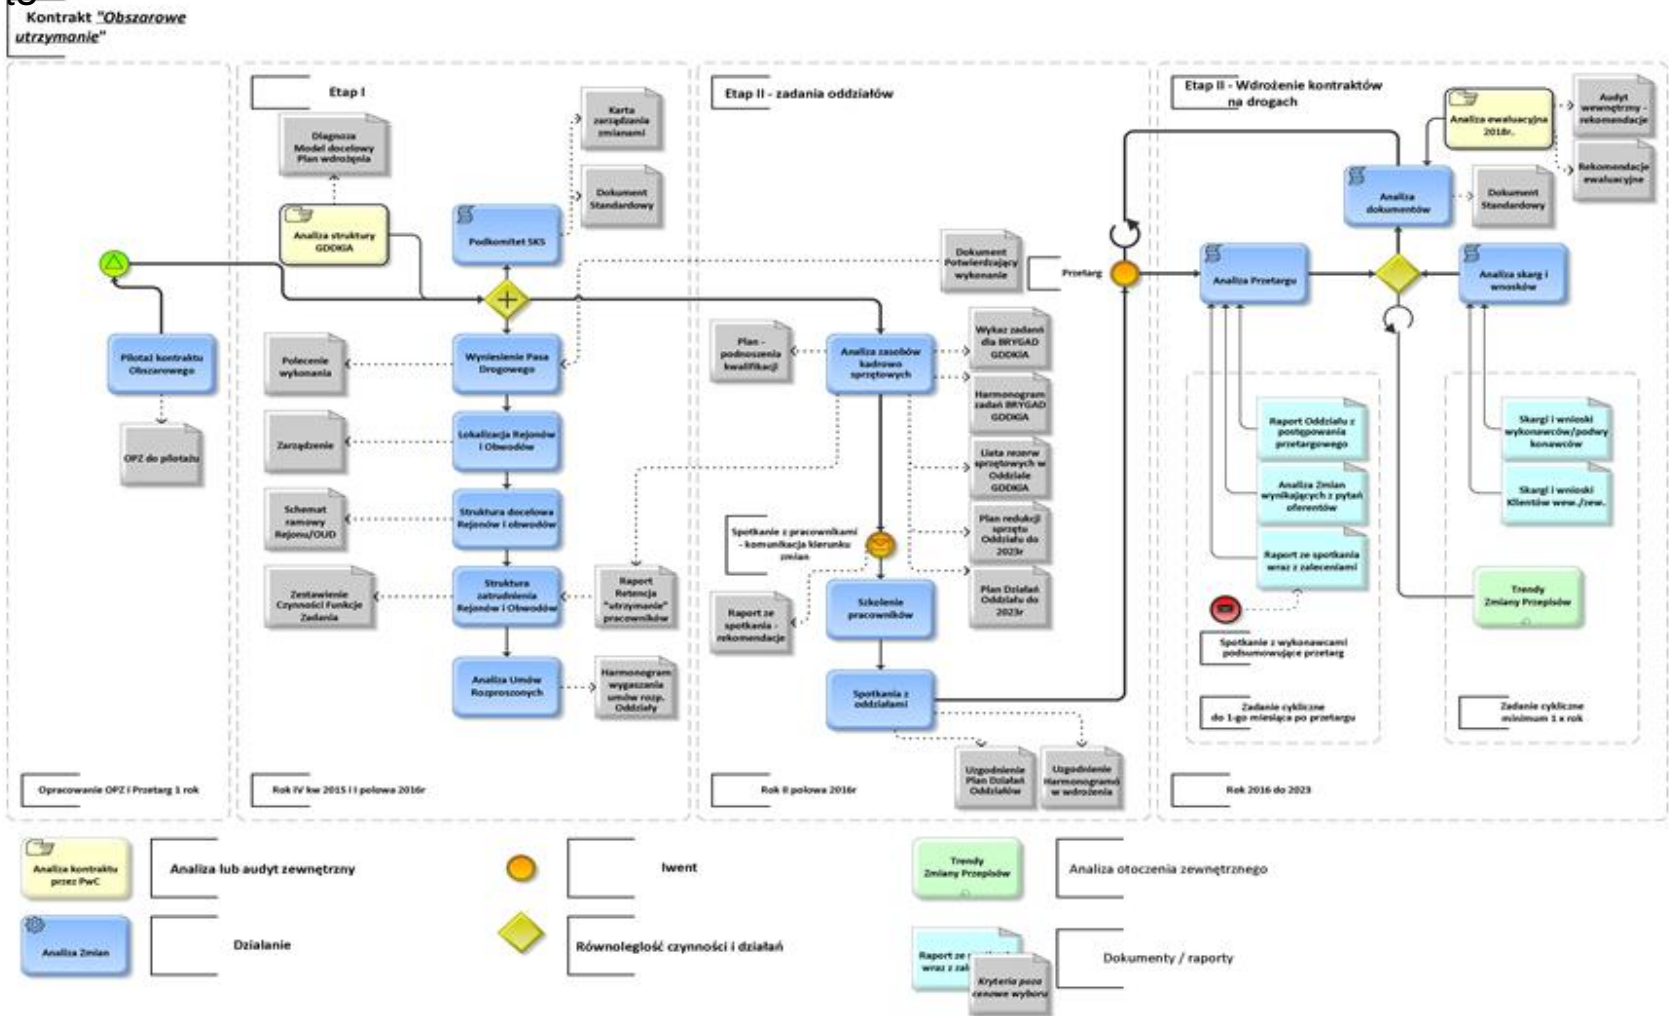 Kontrakt "Obszarowe
utrzymanie"
Etap I
Diagnoza
Model docelowy
Plan wdrożenia
Analiza struktury
GDDKiA
Karta
zarządzania
zmianami
Dokument
Standardowy
Podkomitet SKS
Pilotaż kontraktu
Obszarowego
OPZ do pilotażu
Polecenie
wykonania
Wyniesienie Pasa
Drogowego
Zarządzenie
Lokalizacja Rejonów
i Obwodów
Schemat
ramowy
Rejonu/OUD
Struktura docelowa
Rejonów i obwodów
Zestawienie
Czynności Funkcje
Zadania
Struktura
zatrudnienia
Rejonów i Obwodów
Raport
Retencja
"utrzymanie"
pracowników
Analiza Umów
Rozproszonych
Harmonogram
wygaszania
umów rozp.
Oddziały
Opracowanie OPZ i Przetarg 1 rok
Rok IV kw 2015 i I połowa 2016r
Etap II - zadania oddziałów
Dokument
Potwierdzający
wykonanie
Przetarg
Plan -
podnoszenia
kwalifikacji
Analiza zasobów
kadrowo
sprzętowych
Wykaz zadanń
dla BRYGAD
GDDKiA
Harmonogram
zadań BRYGAD
GDDKiA
Lista rezerw
sprzętowych w
Oddziale
GDDKiA
Plan redukcji
sprzętu
Oddziału do
2023r
Plan Działań
Oddziału do
2023r
Spotkanie z pracownikami
- komunikacja kierunku
zmian
Raport ze
spotkania -
rekomendacje
Szkolenie
pracowników
Spotkania z
oddziałami
Uzgodnienie
Plan Działań
Oddziałów
Uzgodnienie
Harmonogramó
w wdrożenia
Rok II połowa 2016r
Etap II - Wdrożenie kontraktów
na drogach
Analiza ewaluacyjna
2018r.
Audyt
wewnętrzny -
rekomendacje
Rekomendacje
ewaluacyjne
Analiza
dokumentów
Dokument
Standardowy
Analiza Przetargu
Analiza skarg i
wnosków
Raport Oddziału z
postępowania
przetargowego
Analiza Zmian
wynikających z pytań
oferentów
Raport ze spotkania
wraz z zaleceniami
Spotkanie z wykonawcami
podsumowujące przetarg
Zadanie cykliczne
do 1-go miesiąca po przetargu
Skargi i wnioski
wykonawców/podwy
konawców
Skargi i wnioski
Klientów wew./zew.
Trendy
Zmiany Przepisów
Zadanie cykliczne
minimum 1 x rok
Rok 2016 do 2023
Analiza kontraktu
przez PwC
Analiza lub audyt zewnętrzny
Iwent
Trendy
Zmiany Przepisów
Analiza otoczenia zewnętrznego
Analiza Zmian
Działanie
Równoległość czynności i działań
Raport ze
wraz z
Kryteria poza
cenowe wyboru
Dokumenty / raporty